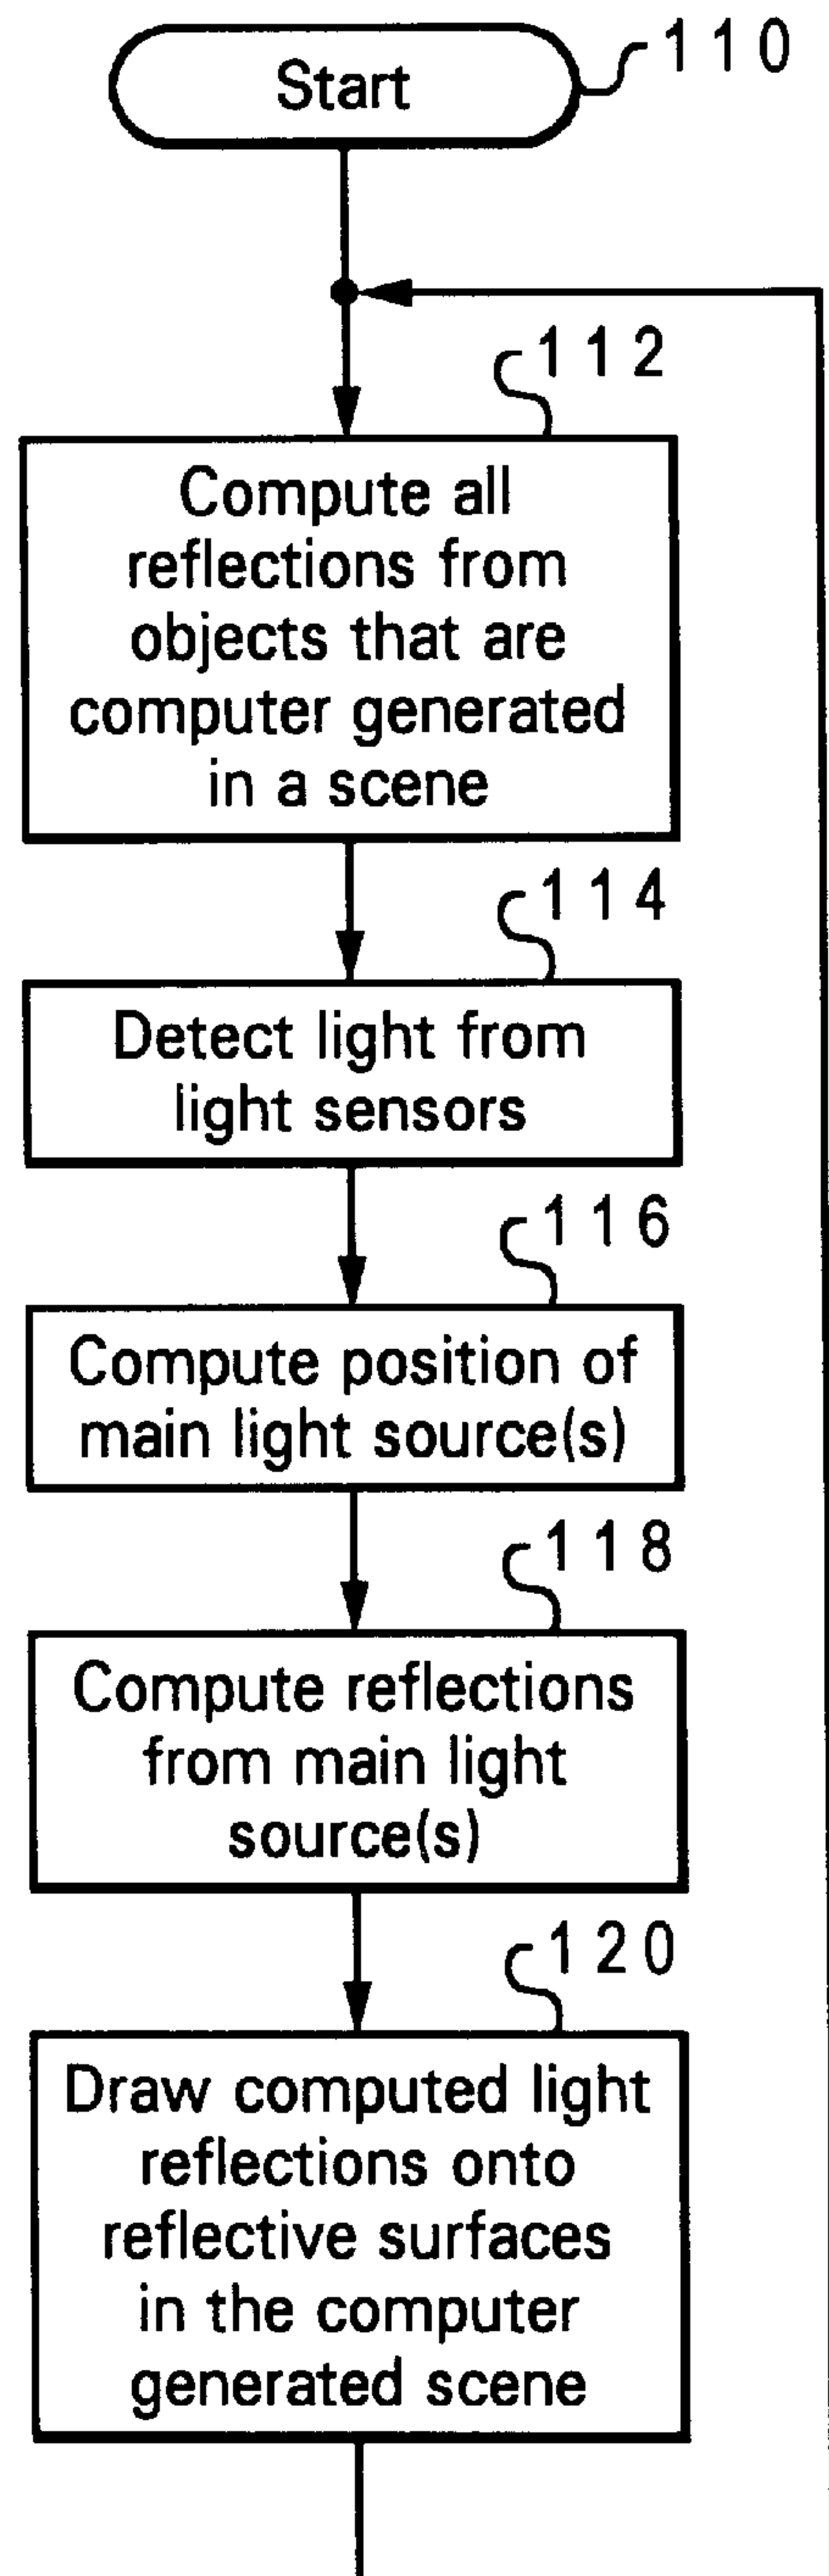 Start
110
112
Compute all
reflections from
objects that are
computer generated
in a scene
114
Detect light from
light sensors
116
Compute position of
main light source(s)
118
Compute reflections
from main light
source(s)
120
Draw computed light
reflections onto
reflective surfaces
in the computer
generated scene